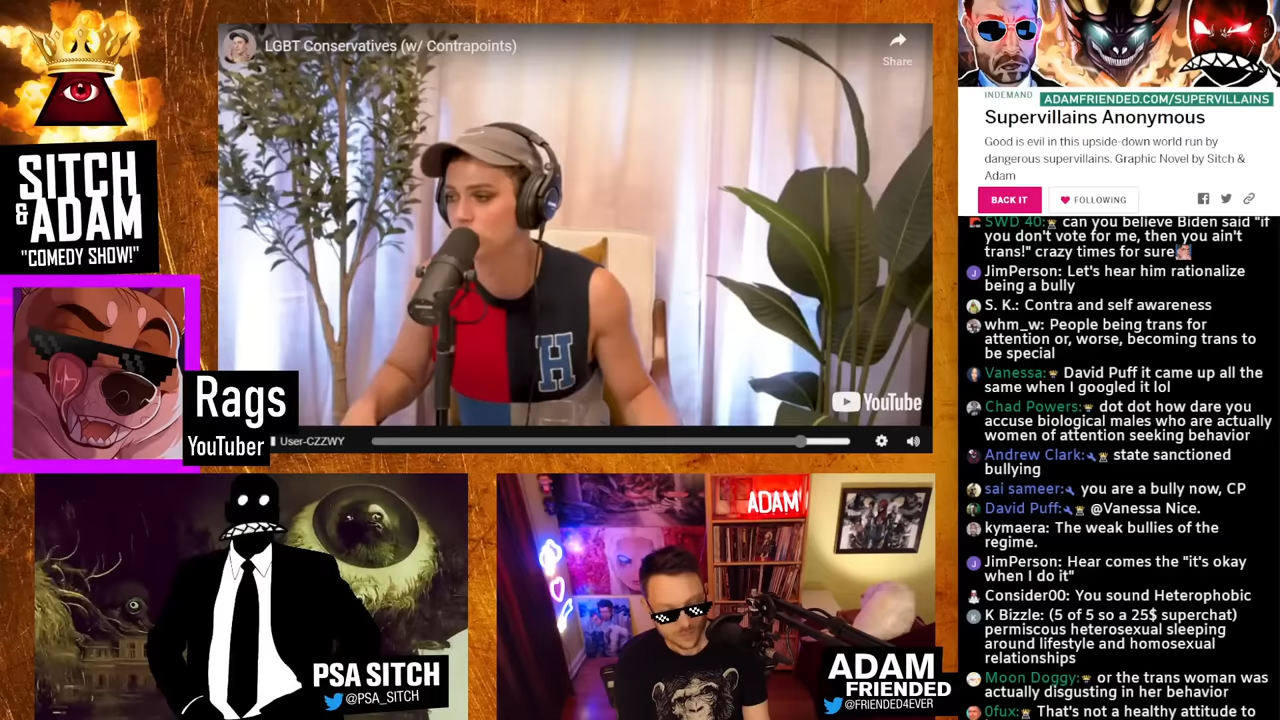 LGBT Conservatives (w/ Contrapoints)
Share
SITCH
& ADAM
"COMEDY SHOW!"
H
YouTube
User-CZZWY
Rags
YouTuber
PSA SITCH
@PSA_SITCH
ADAM
ADAM
FRIENDED
@FRIENDED4EVER
INDEMAND
ADAMFRIENDED.COM/SUPERVILLAINS
Supervillains Anonymous
Good is evil in this upside-down world run by
dangerous supervillains. Graphic Novel by Sitch &
Adam
BACK IT
FOLLOWING
SWD 40: can you believe Biden said "if
you don't vote for me, then you ain't
trans!" crazy times for sure
JimPerson: Let's hear him rationalize
being a bully
S. K.: Contra and self awareness
whm_w: People being trans for
attention or, worse, becoming trans to
be special
Vanessa: David Puff it came up all the
same when I googled it lol
Chad Powers: dot dot how dare you
accuse biological males who are actually
women of attention seeking behavior
Andrew Clark: state sanctioned
bullying
sai sameer: you are a bully now, CP
David Puff: @Vanessa Nice.
kymaera: The weak bullies of the
regime.
JimPerson: Hear comes the "it's okay
when I do it"
Consider00: You sound Heterophobic
K Bizzle: (5 of 5 so a 25$ superchat)
permiscous heterosexual sleeping
around lifestyle and homosexual
relationships
Moon Doggy: or the trans woman was
actually disgusting in her behavior
0fux: That's not a healthy attitude to